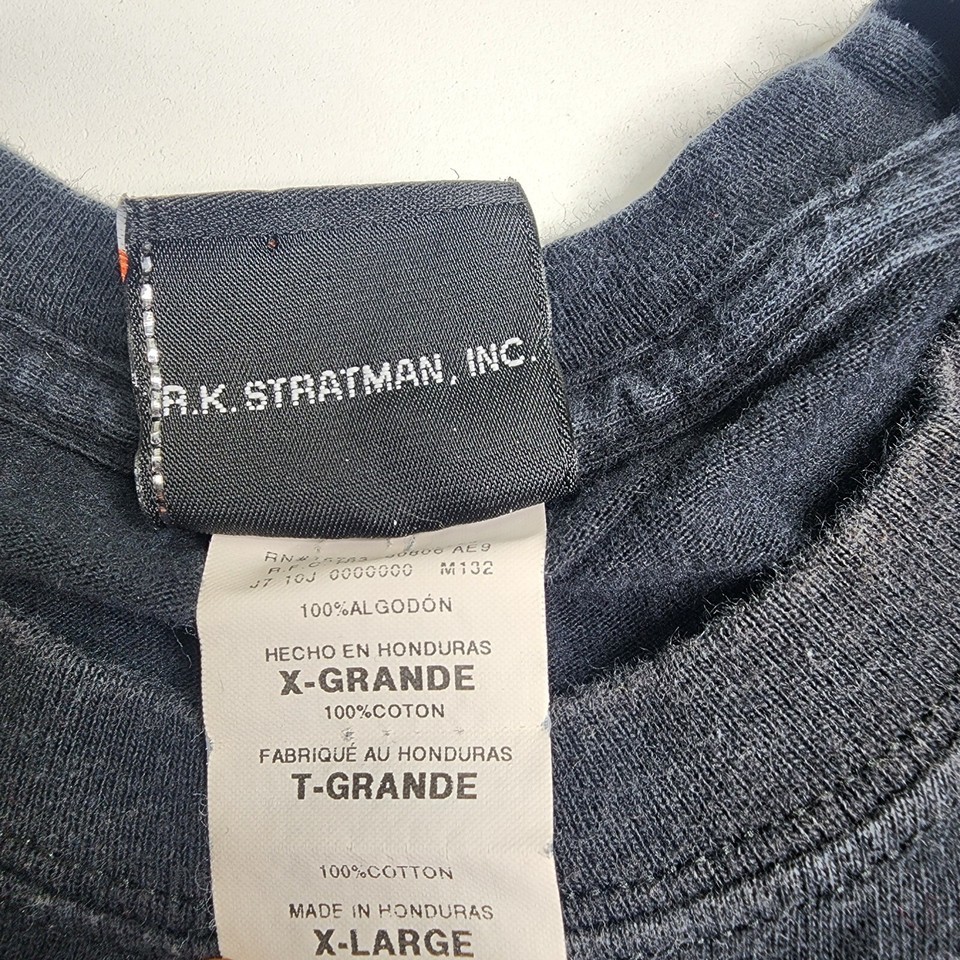 R.K. STRATMAN, INC.
AE9
J7 10J 0000000 M132
100%ALGODÓN
HECHO EN HONDURAS
X-GRANDE
100%COTON
FABRIQUÉ AU HONDURAS
T-GRANDE
100%COTTON
MADE IN HONDURAS
X-LARGE